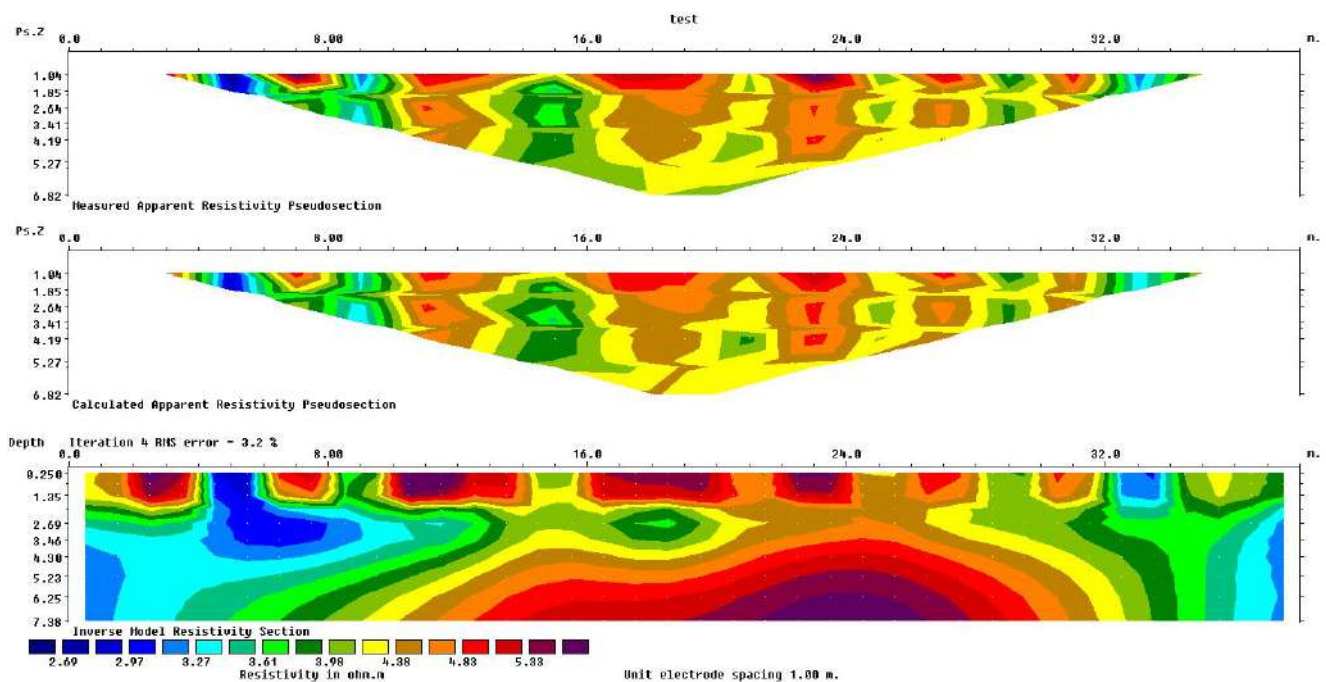 test
Ps.Z 0.0 8.00 16.0 24.0 32.0 m.
1.04
1.85
2.64
3.41
4.19
5.27
6.82
Measured Apparent Resistivity Pseudosection
Ps.Z 0.0 8.00 16.0 24.0 32.0 m.
1.04
1.85
2.64
3.41
4.19
5.27
6.82
Calculated Apparent Resistivity Pseudosection
Depth Iteration 4 RMS error = 3.2 %
0.0 8.00 16.0 24.0 32.0 m.
0.250
1.35
2.69
3.46
4.30
5.23
6.25
7.38
Inverse Model Resistivity Section
2.69 2.97 3.27 3.61 3.98 4.38 4.83 5.33
Resistivity in ohm.m Unit electrode spacing 1.00 m.